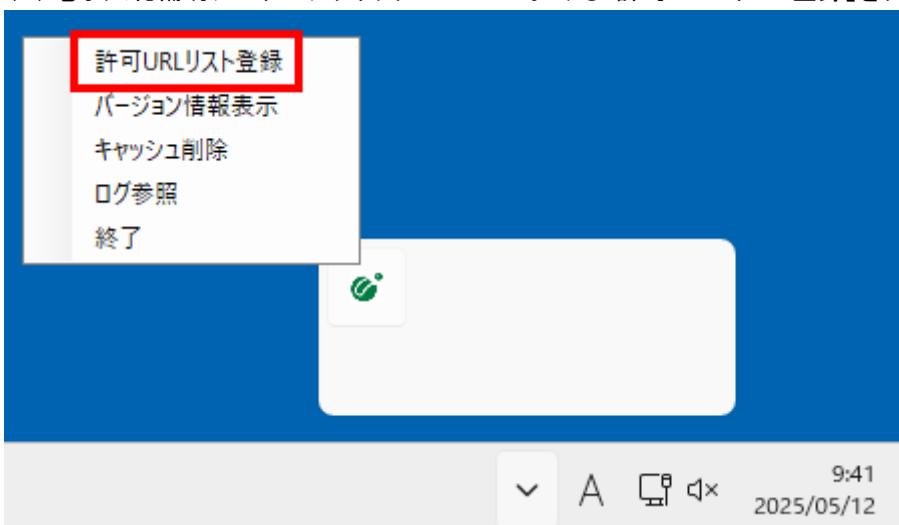 許可URLリスト登録
バージョン情報表示
キャッシュ削除
ログ参照
終了
A
9:41
2025/05/12